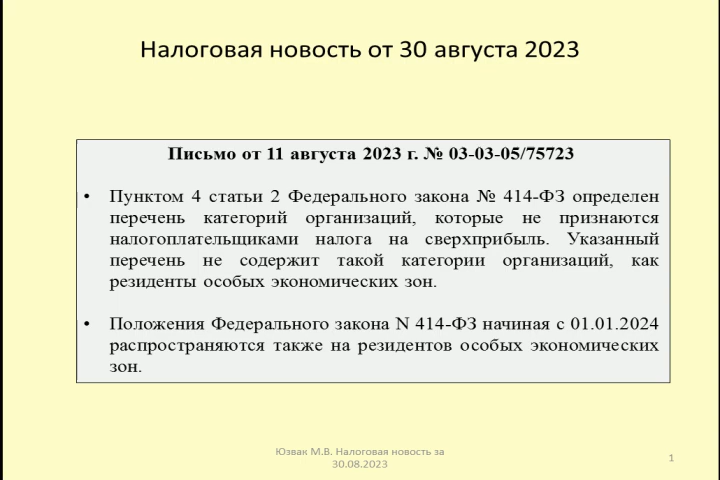 Налоговая новость от 30 августа 2023
Письмо от 11 августа 2023 г. № 03-03-05/75723
• Пунктом 4 статьи 2 Федерального закона № 414-ФЗ определен
перечень категорий организаций, которые не признаются
налогоплательщиками налога на сверхприбыль. Указанный
перечень не содержит такой категории организаций, как
резиденты особых экономических зон.
• Положения Федерального закона N 414-ФЗ начиная с 01.01.2024
распространяются также на резидентов особых экономических
зон.
Юзвак М.В. Налоговая новость за
30.08.2023
1